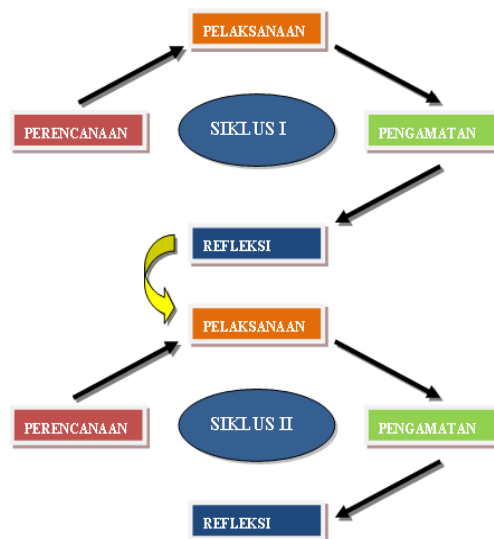 PELAKSANAAN
PERENCANAAN
SIKLUS I
PENGAMATAN
REFLEKSI
PELAKSANAAN
PERENCANAAN
SIKLUS II
PENGAMATAN
REFLEKSI